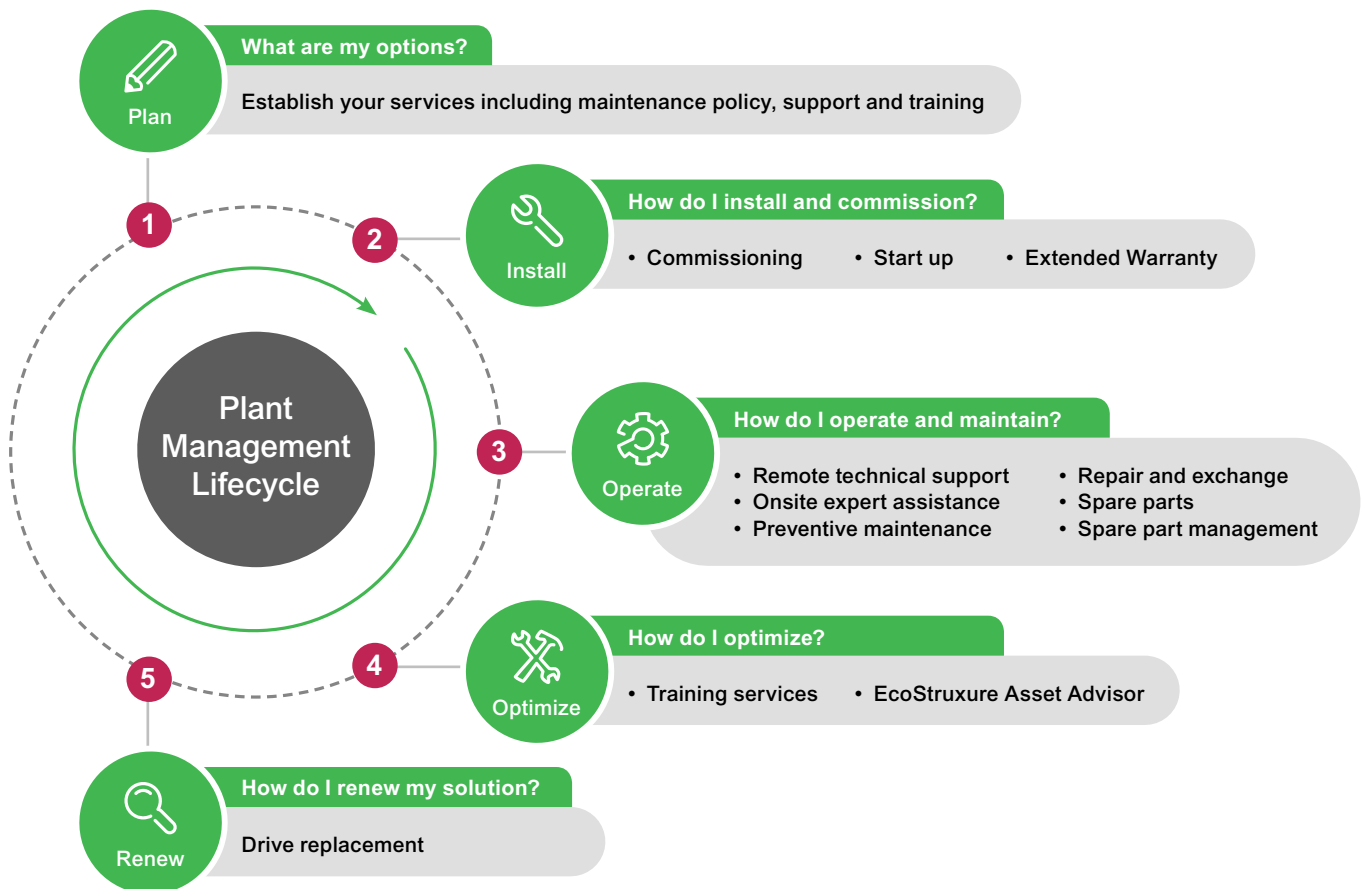 What are my options?
Plan
Establish your services including maintenance policy, support and training
1
2
Install
How do I install and commission?
• Commissioning • Start up • Extended Warranty
Plant
Management
Lifecycle
3
Operate
How do I operate and maintain?
• Remote technical support
• Onsite expert assistance
• Preventive maintenance
• Repair and exchange
• Spare parts
• Spare part management
4
Optimize
How do I optimize?
• Training services • EcoStruxure Asset Advisor
5
Renew
How do I renew my solution?
Drive replacement